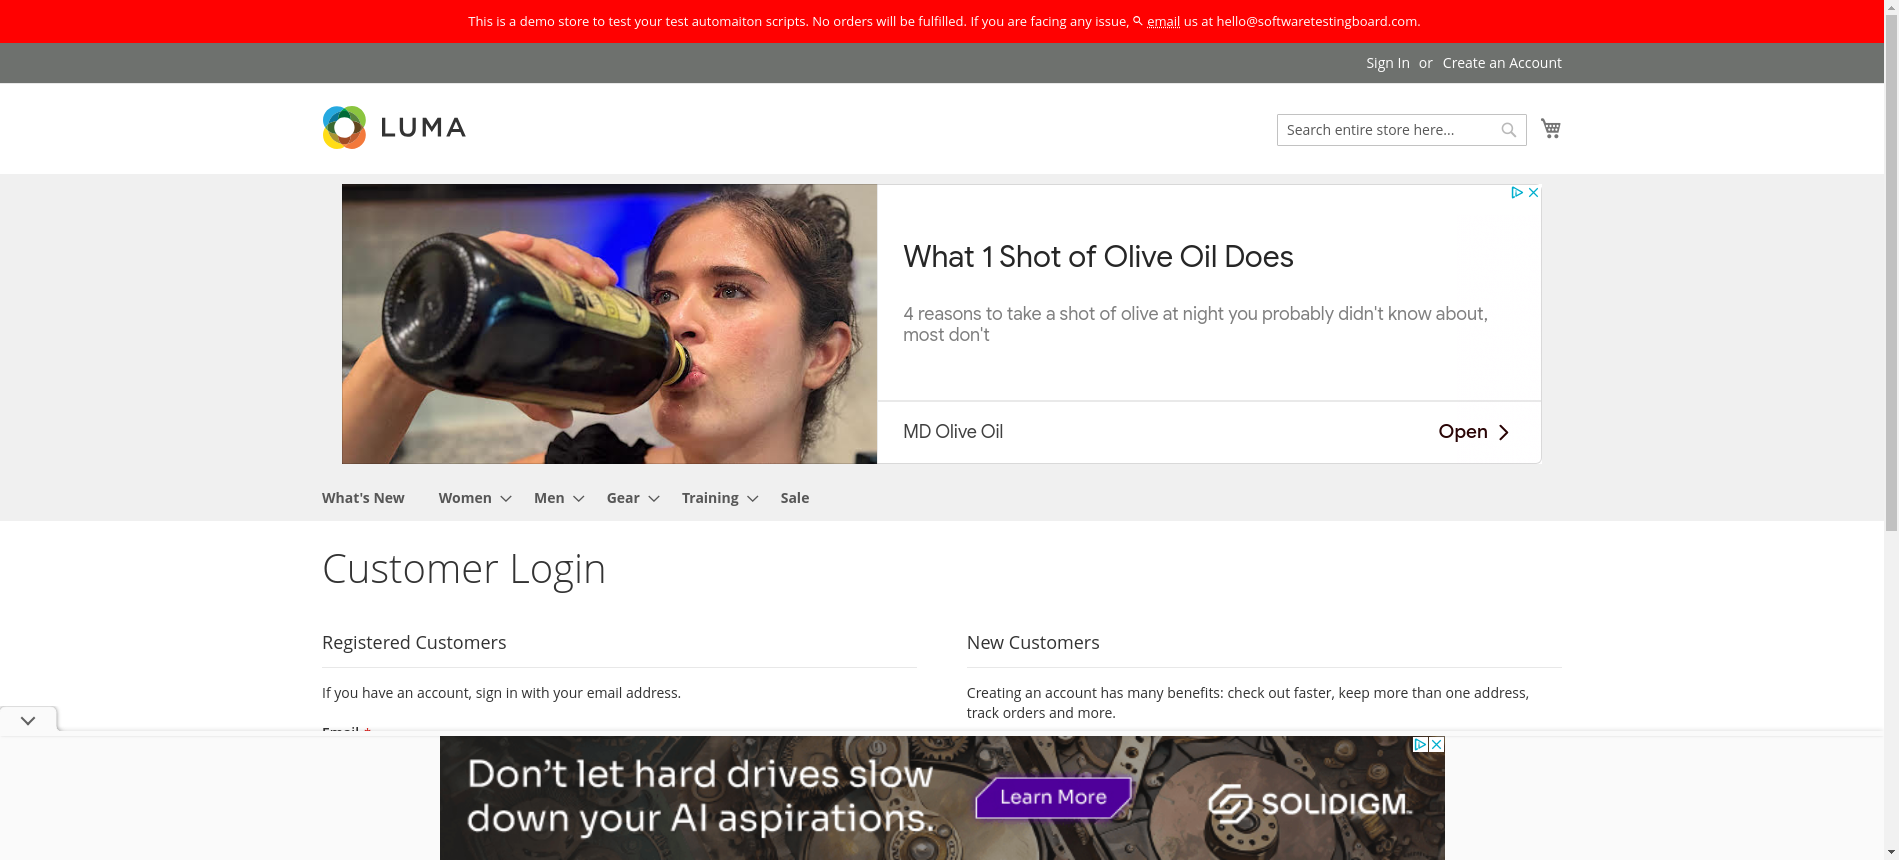 This is a demo store to test your test automaiton scripts. No orders will be fulfilled. If you are facing any issue, email us at hello@softwaretestingboard.com.
Sign In or Create an Account
LUMA
Search entire store here...
What 1 Shot of Olive Oil Does
4 reasons to take a shot of olive at night you probably didn't know about,
most don't
MD Olive Oil
Open
What's New Women Men Gear Training Sale
Customer Login
Registered Customers
If you have an account, sign in with your email address.
Email *
New Customers
Creating an account has many benefits: check out faster, keep more than one address,
track orders and more.
Don't let hard drives slow
down your AI aspirations.
Learn More
SOLIDIGM